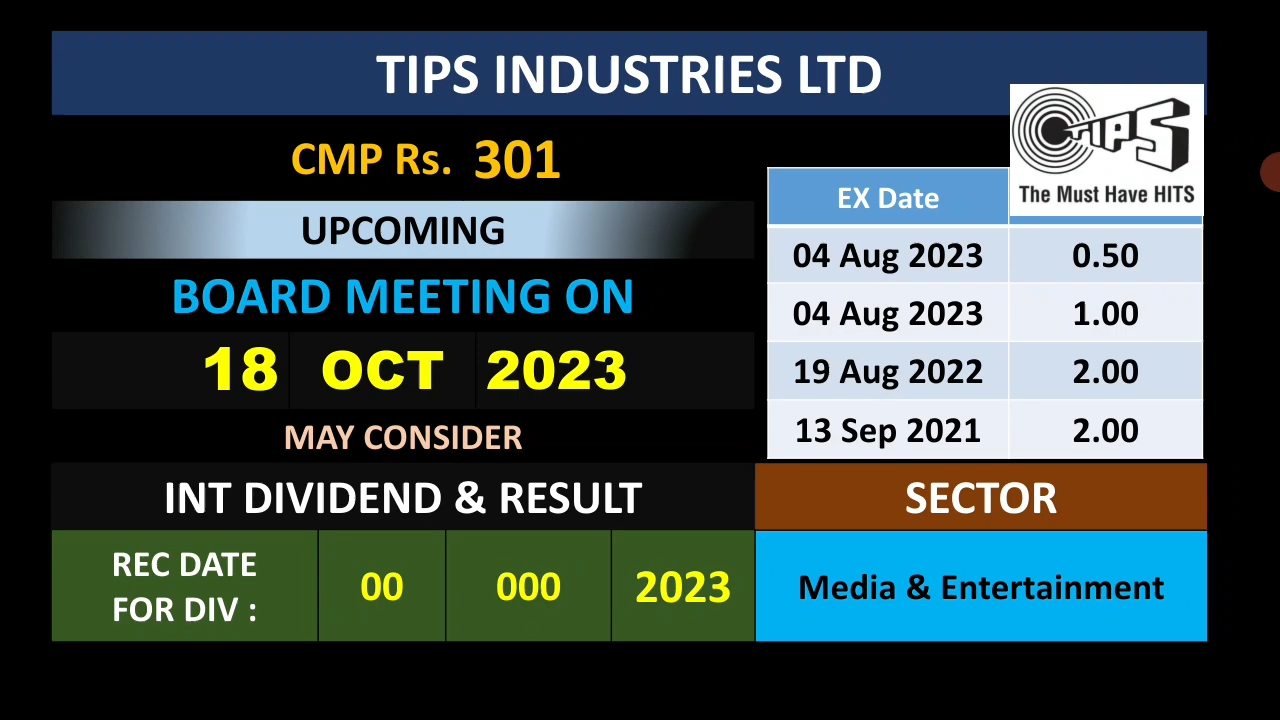 TIPS INDUSTRIES LTD
TIPS
The Must Have HITS
CMP Rs. 301
UPCOMING
BOARD MEETING ON
18 OCT 2023
MAY CONSIDER
INT DIVIDEND & RESULT
REC DATE
FOR DIV :
00 000 2023
EX Date
04 Aug 2023 0.50
04 Aug 2023 1.00
19 Aug 2022 2.00
13 Sep 2021 2.00
SECTOR
Media & Entertainment